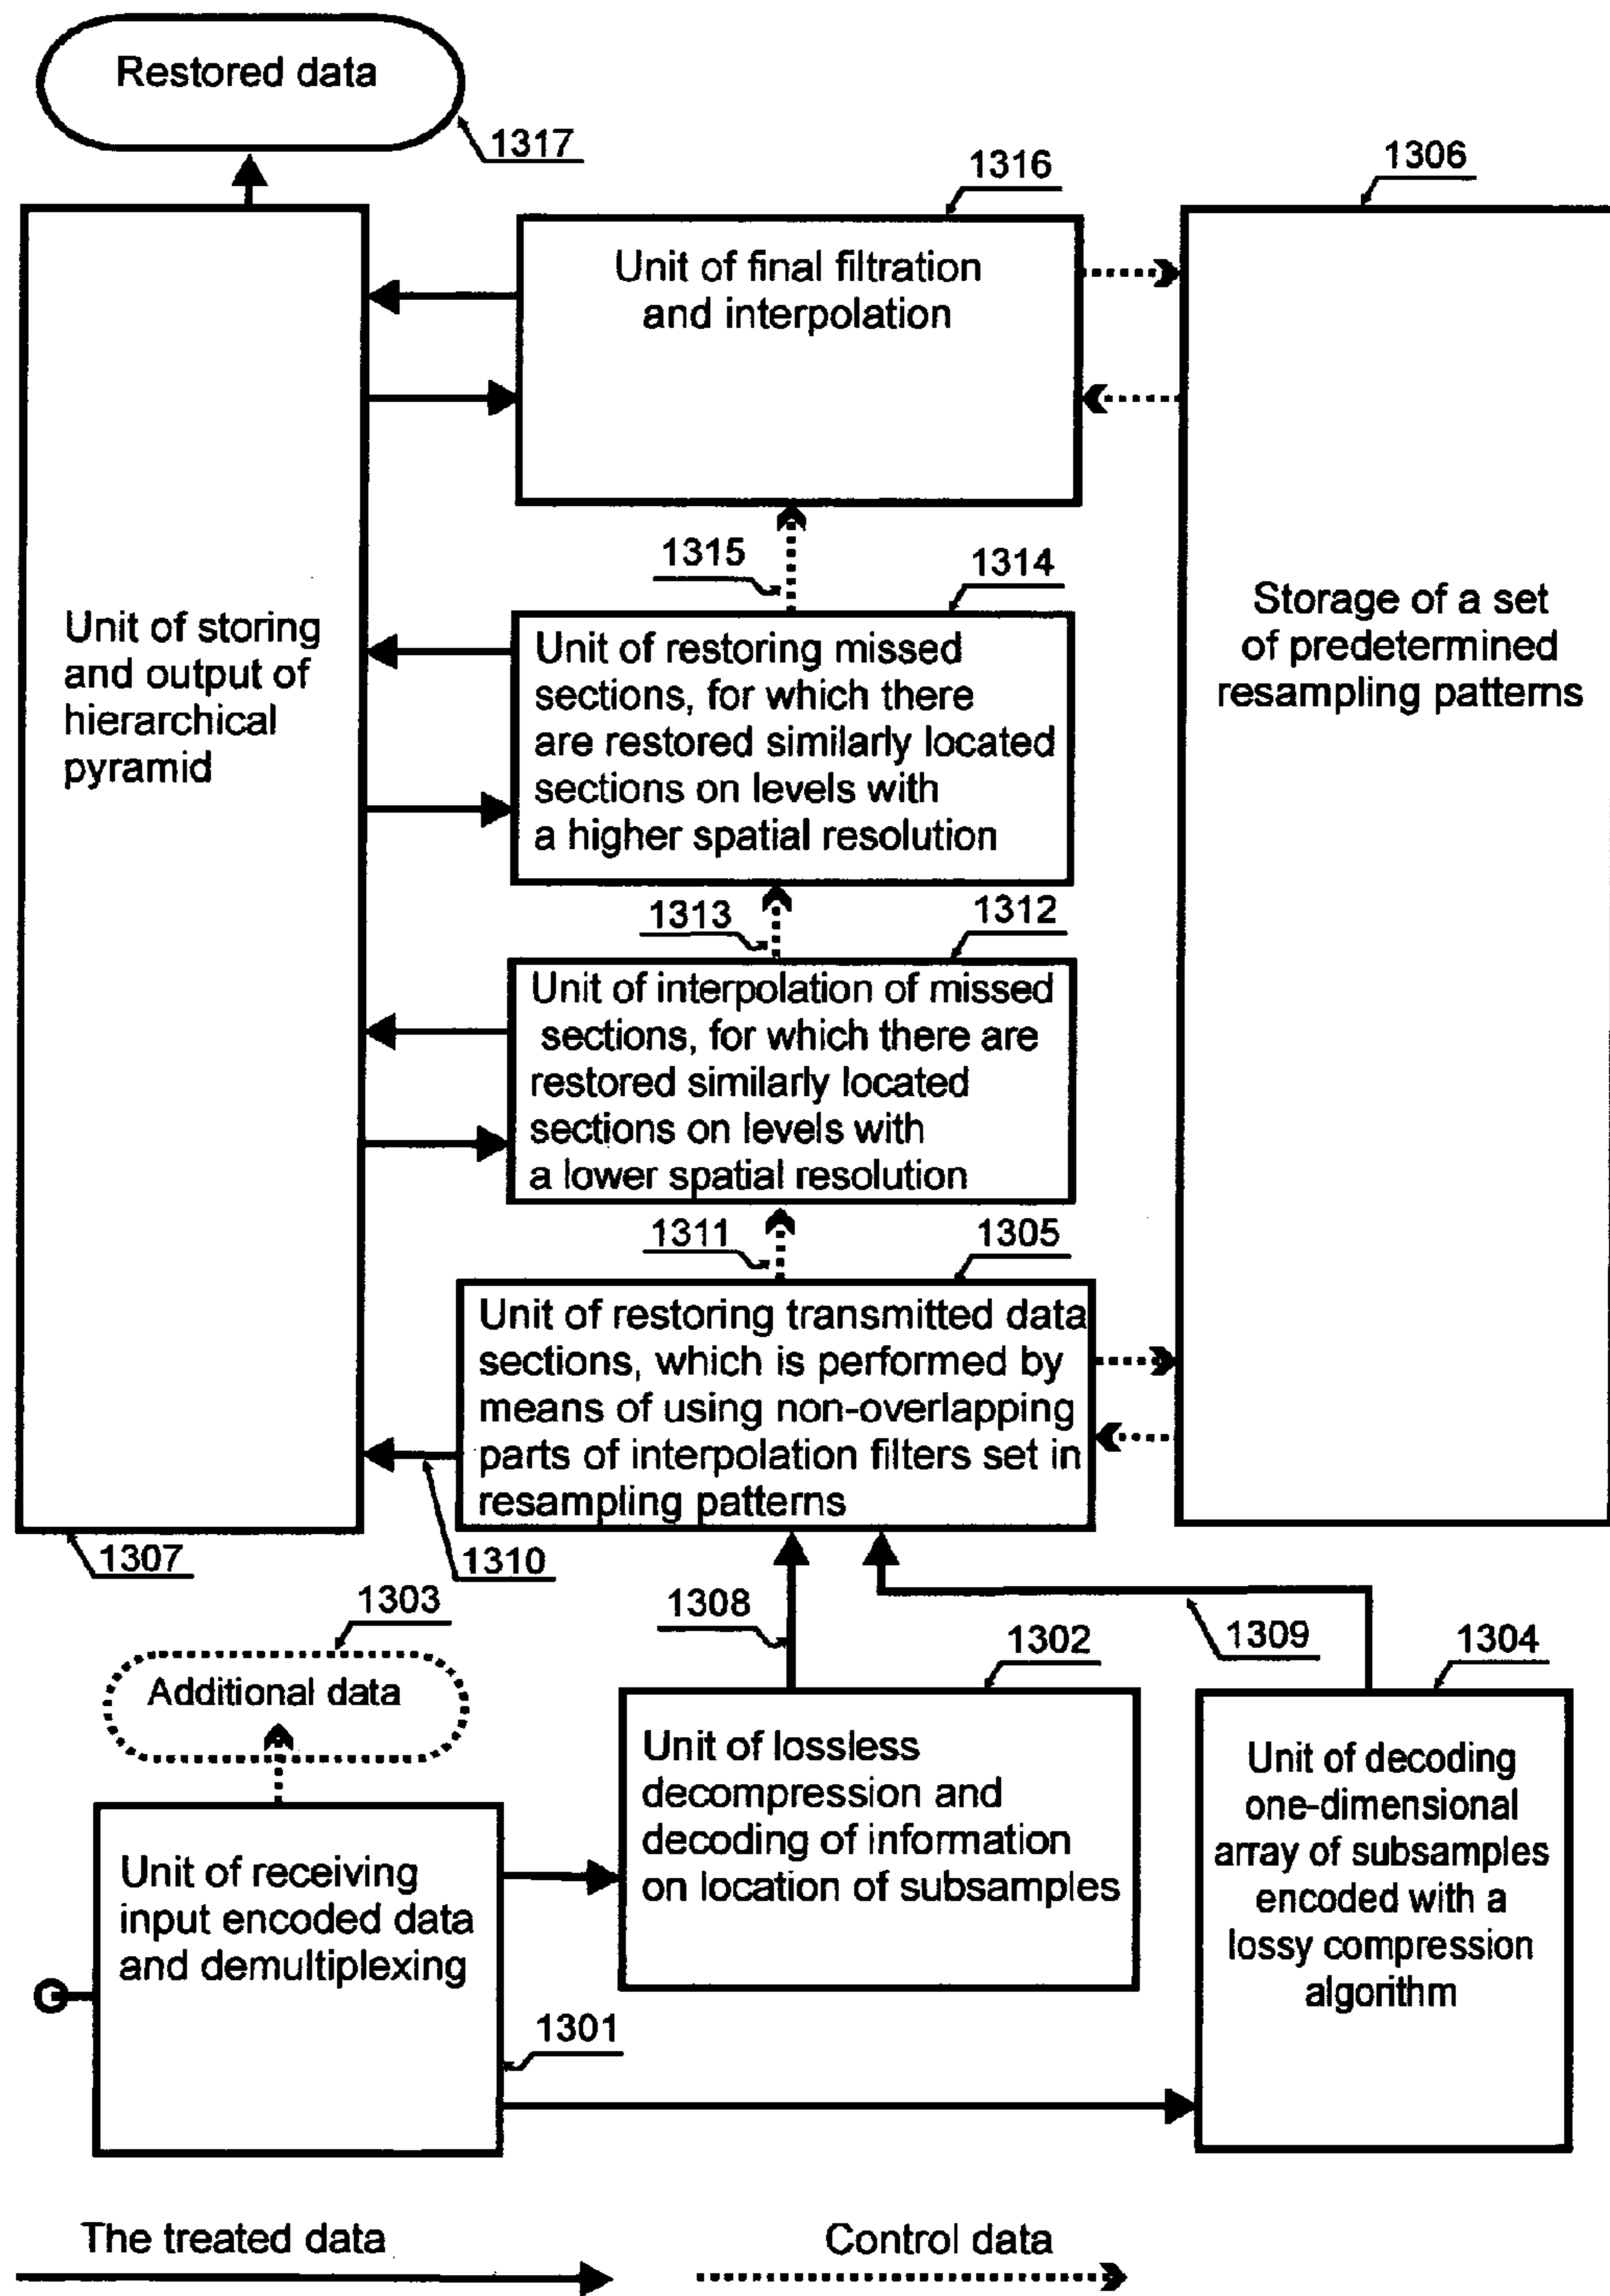 Restored data
1317
1316
1306
Unit of final filtration
and interpolation
1315
1314
Unit of storing
and output of
hierarchical
pyramid
Unit of restoring missed
sections, for which there
are restored similarly located
sections on levels with
a higher spatial resolution
Storage of a set
of predetermined
resampling patterns
1313
1312
Unit of interpolation of missed
sections, for which there are
restored similarly located
sections on levels with
a lower spatial resolution
1311
1305
Unit of restoring transmitted data
sections, which is performed by
means of using non-overlapping
parts of interpolation filters set in
resampling patterns
1307
1310
1303
1308
1302
1309
1304
Additional data
Unit of lossless
decompression and
decoding of information
on location of subsamples
Unit of decoding
one-dimensional
array of subsamples
encoded with a
lossy compression
algorithm
Unit of receiving
input encoded data
and demultiplexing
1301
The treated data
Control data